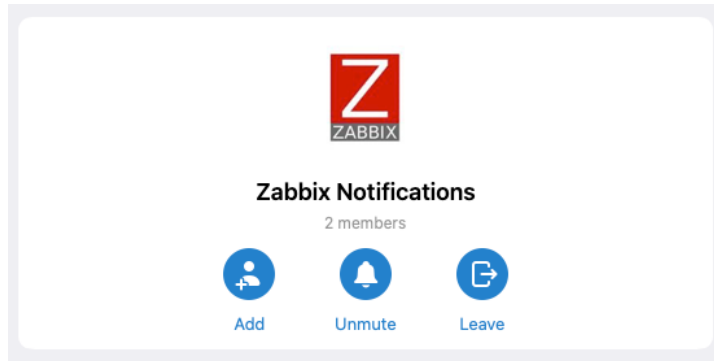 Z
ZABBIX
Zabbix Notifications
2 members
Add Unmute Leave